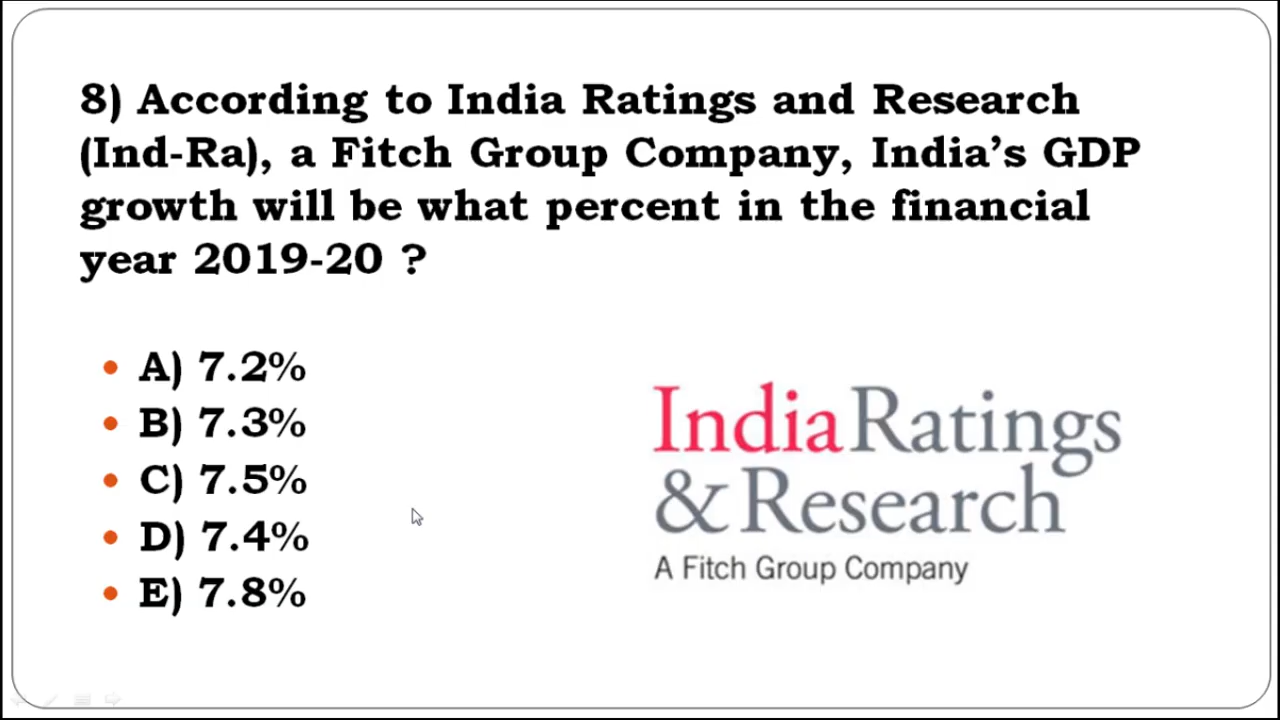 8) According to India Ratings and Research
(Ind-Ra), a Fitch Group Company, India’s GDP
growth will be what percent in the financial
year 2019-20 ?
• A) 7.2%
• B) 7.3%
• C) 7.5%
• D) 7.4%
• E) 7.8%
IndiaRatings
&Research
A Fitch Group Company